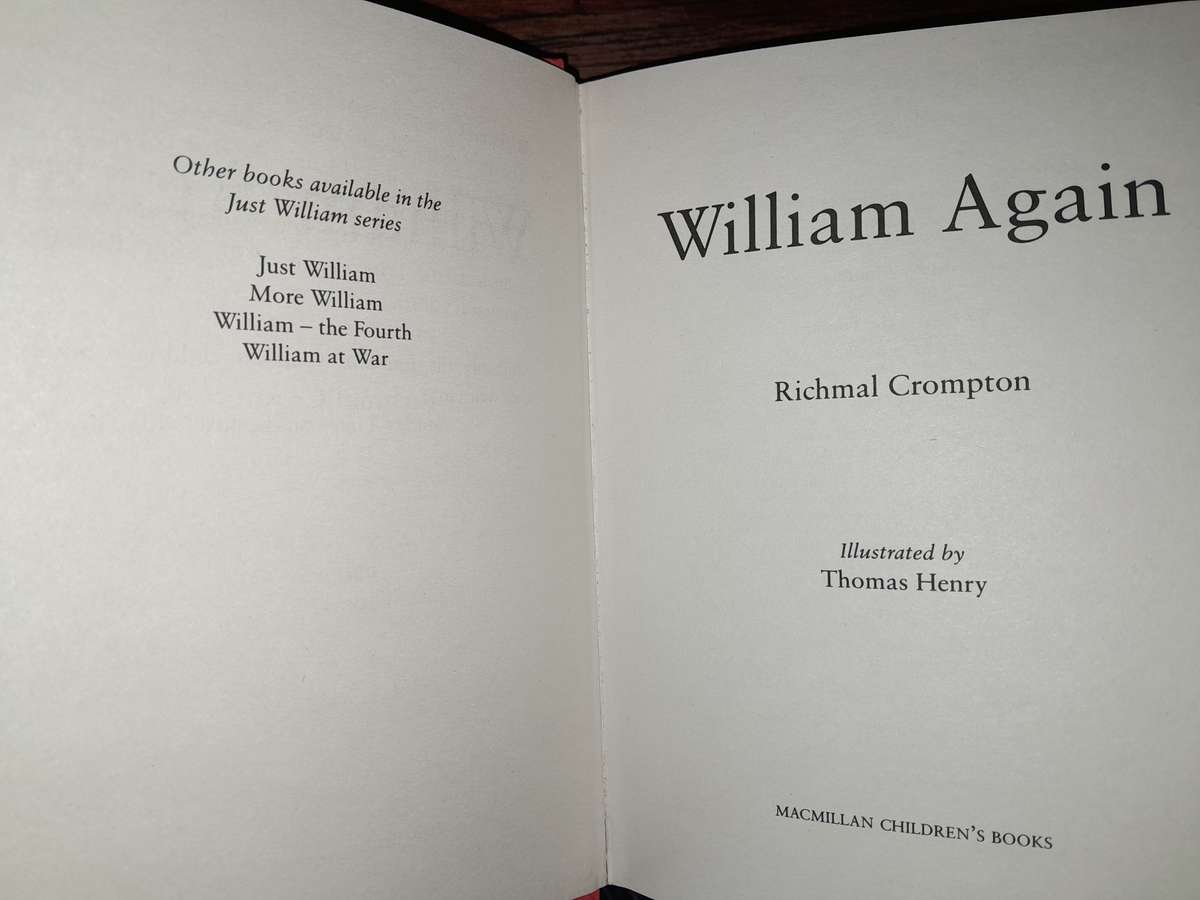 Other books available in the
Just William series
Just William
More William
William – the Fourth
William at War
William Again
Richmal Crompton
Illustrated by
Thomas Henry
MACMILLAN CHILDREN'S BOOKS